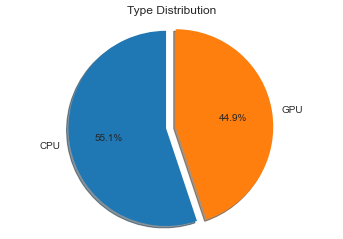 Type Distribution
GPU
44.9%
55.1%
CPU